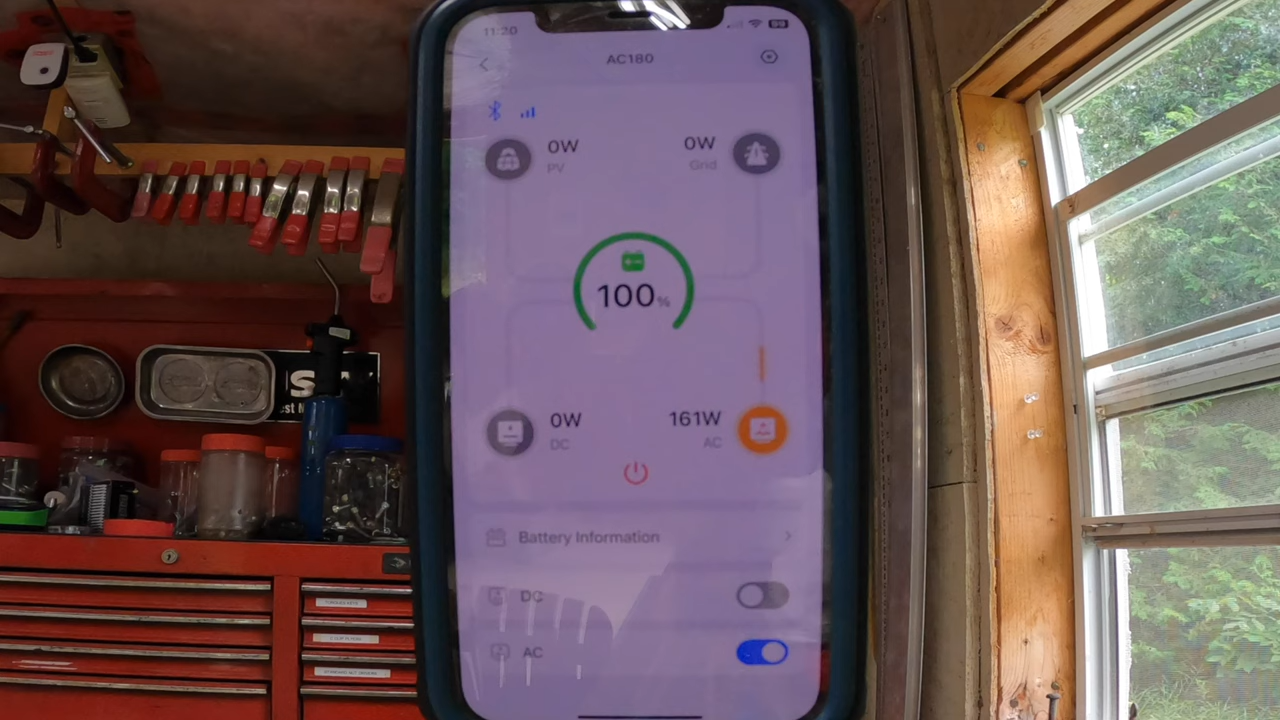 11:20
AC180
0W
PV
0W
Grid
100%
0W
DC
161W
AC
Battery Information
DC
AC